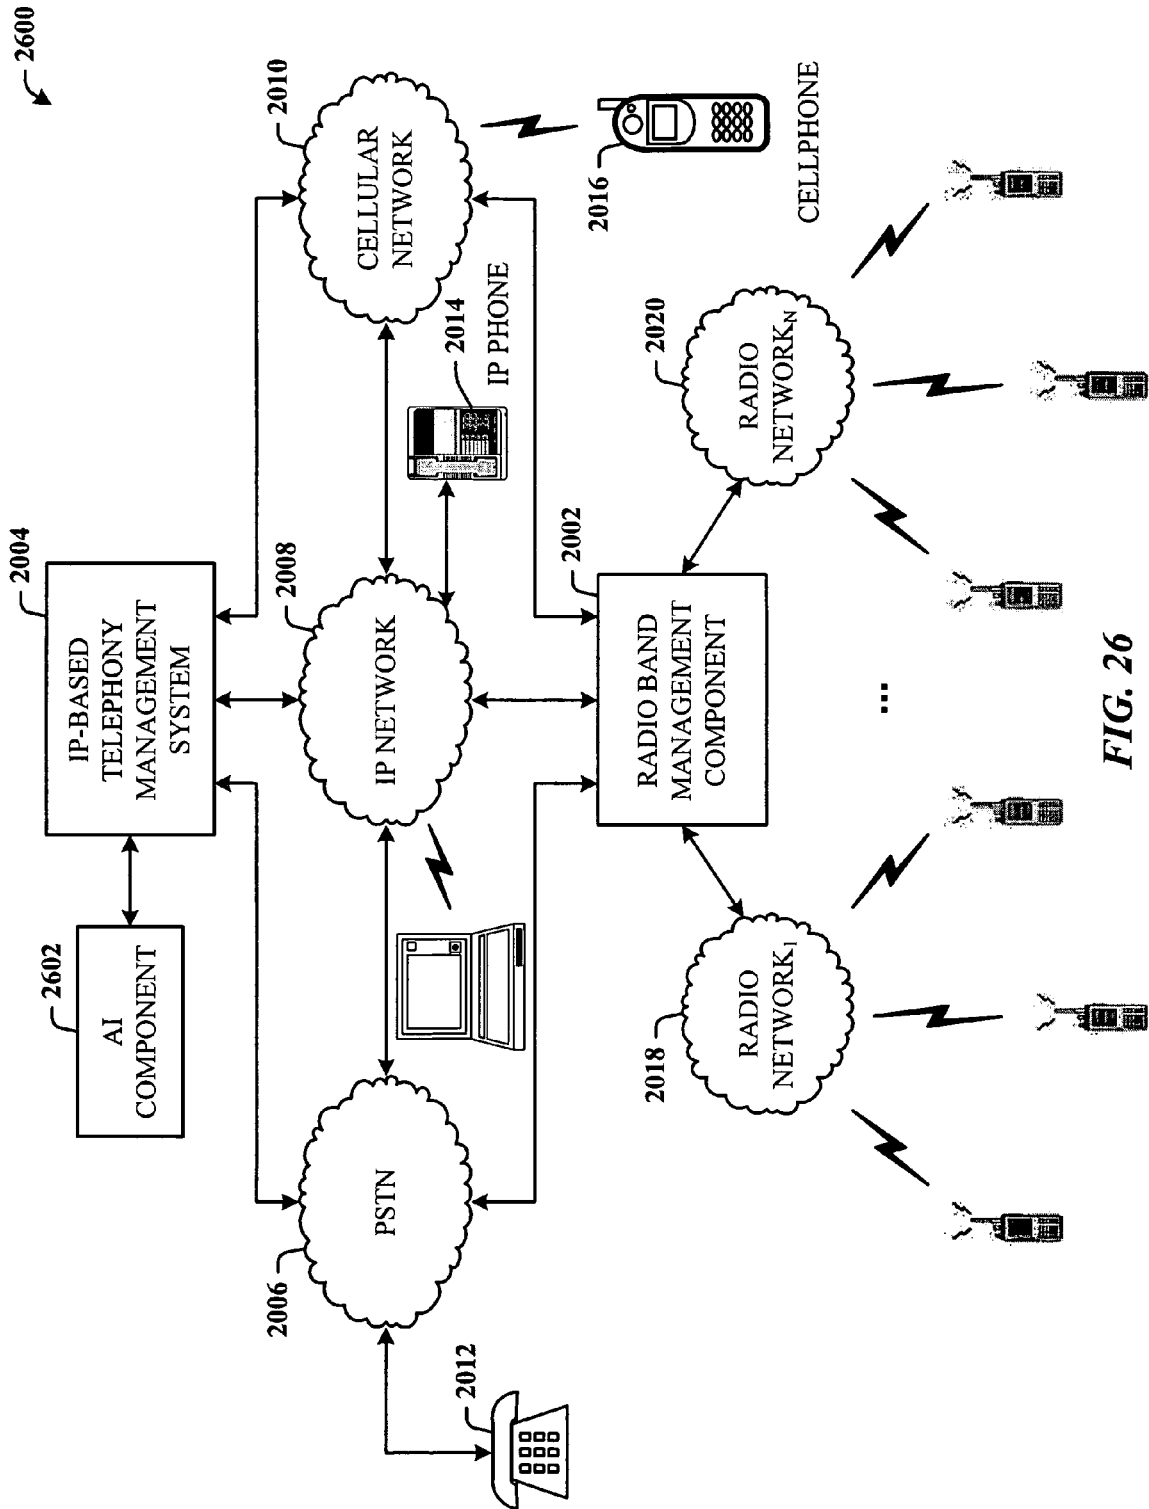 2600
2004
IP-BASED
TELEPHONY
MANAGEMENT
SYSTEM
2602
AI
COMPONENT
2006
PSTN
2008
IP NETWORK
2010
CELLULAR
NETWORK
2012
2014
IP PHONE
2016
CELLPHONE
2002
RADIO BAND
MANAGEMENT
COMPONENT
2018
RADIO
NETWORK1
2020
RADIO
NETWORKN
...
FIG. 26